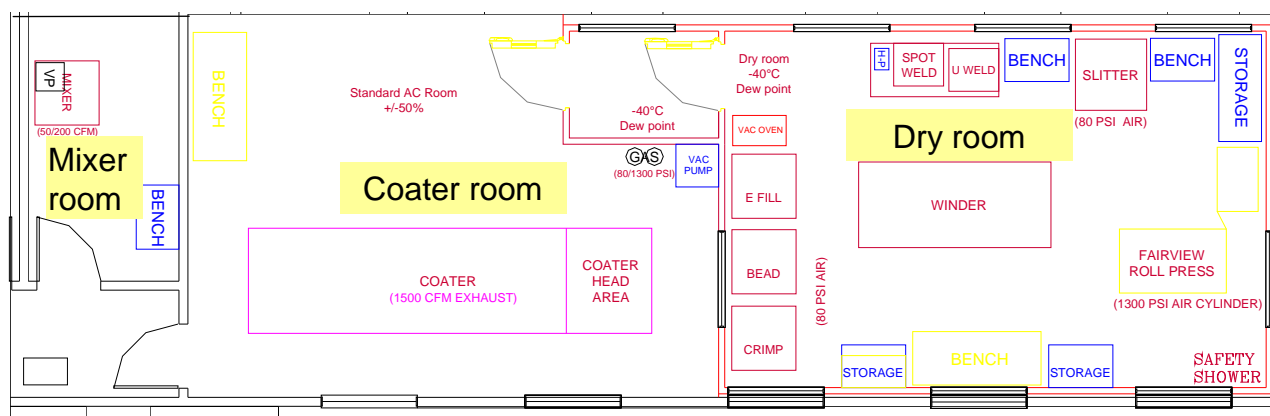 VP
MIXER
(50/200 CFM)
Mixer
room
BENCH
BENCH
Standard AC Room
+/-50%
Coater room
COATER
(1500 CFM EXHAUST)
COATER
HEAD
AREA
-40°C
Dew point
GAS
(80/1300 PSI)
VAC
PUMP
Dry room
-40°C
Dew point
VAC OVEN
E FILL
BEAD
CRIMP
(80 PSI AIR)
H-P
SPOT
WELD
U WELD
BENCH
SLITTER
(80 PSI AIR)
BENCH
STORAGE
Dry room
WINDER
FAIRVIEW
ROLL PRESS
(1300 PSI AIR CYLINDER)
STORAGE
BENCH
STORAGE
SAFETY
SHOWER